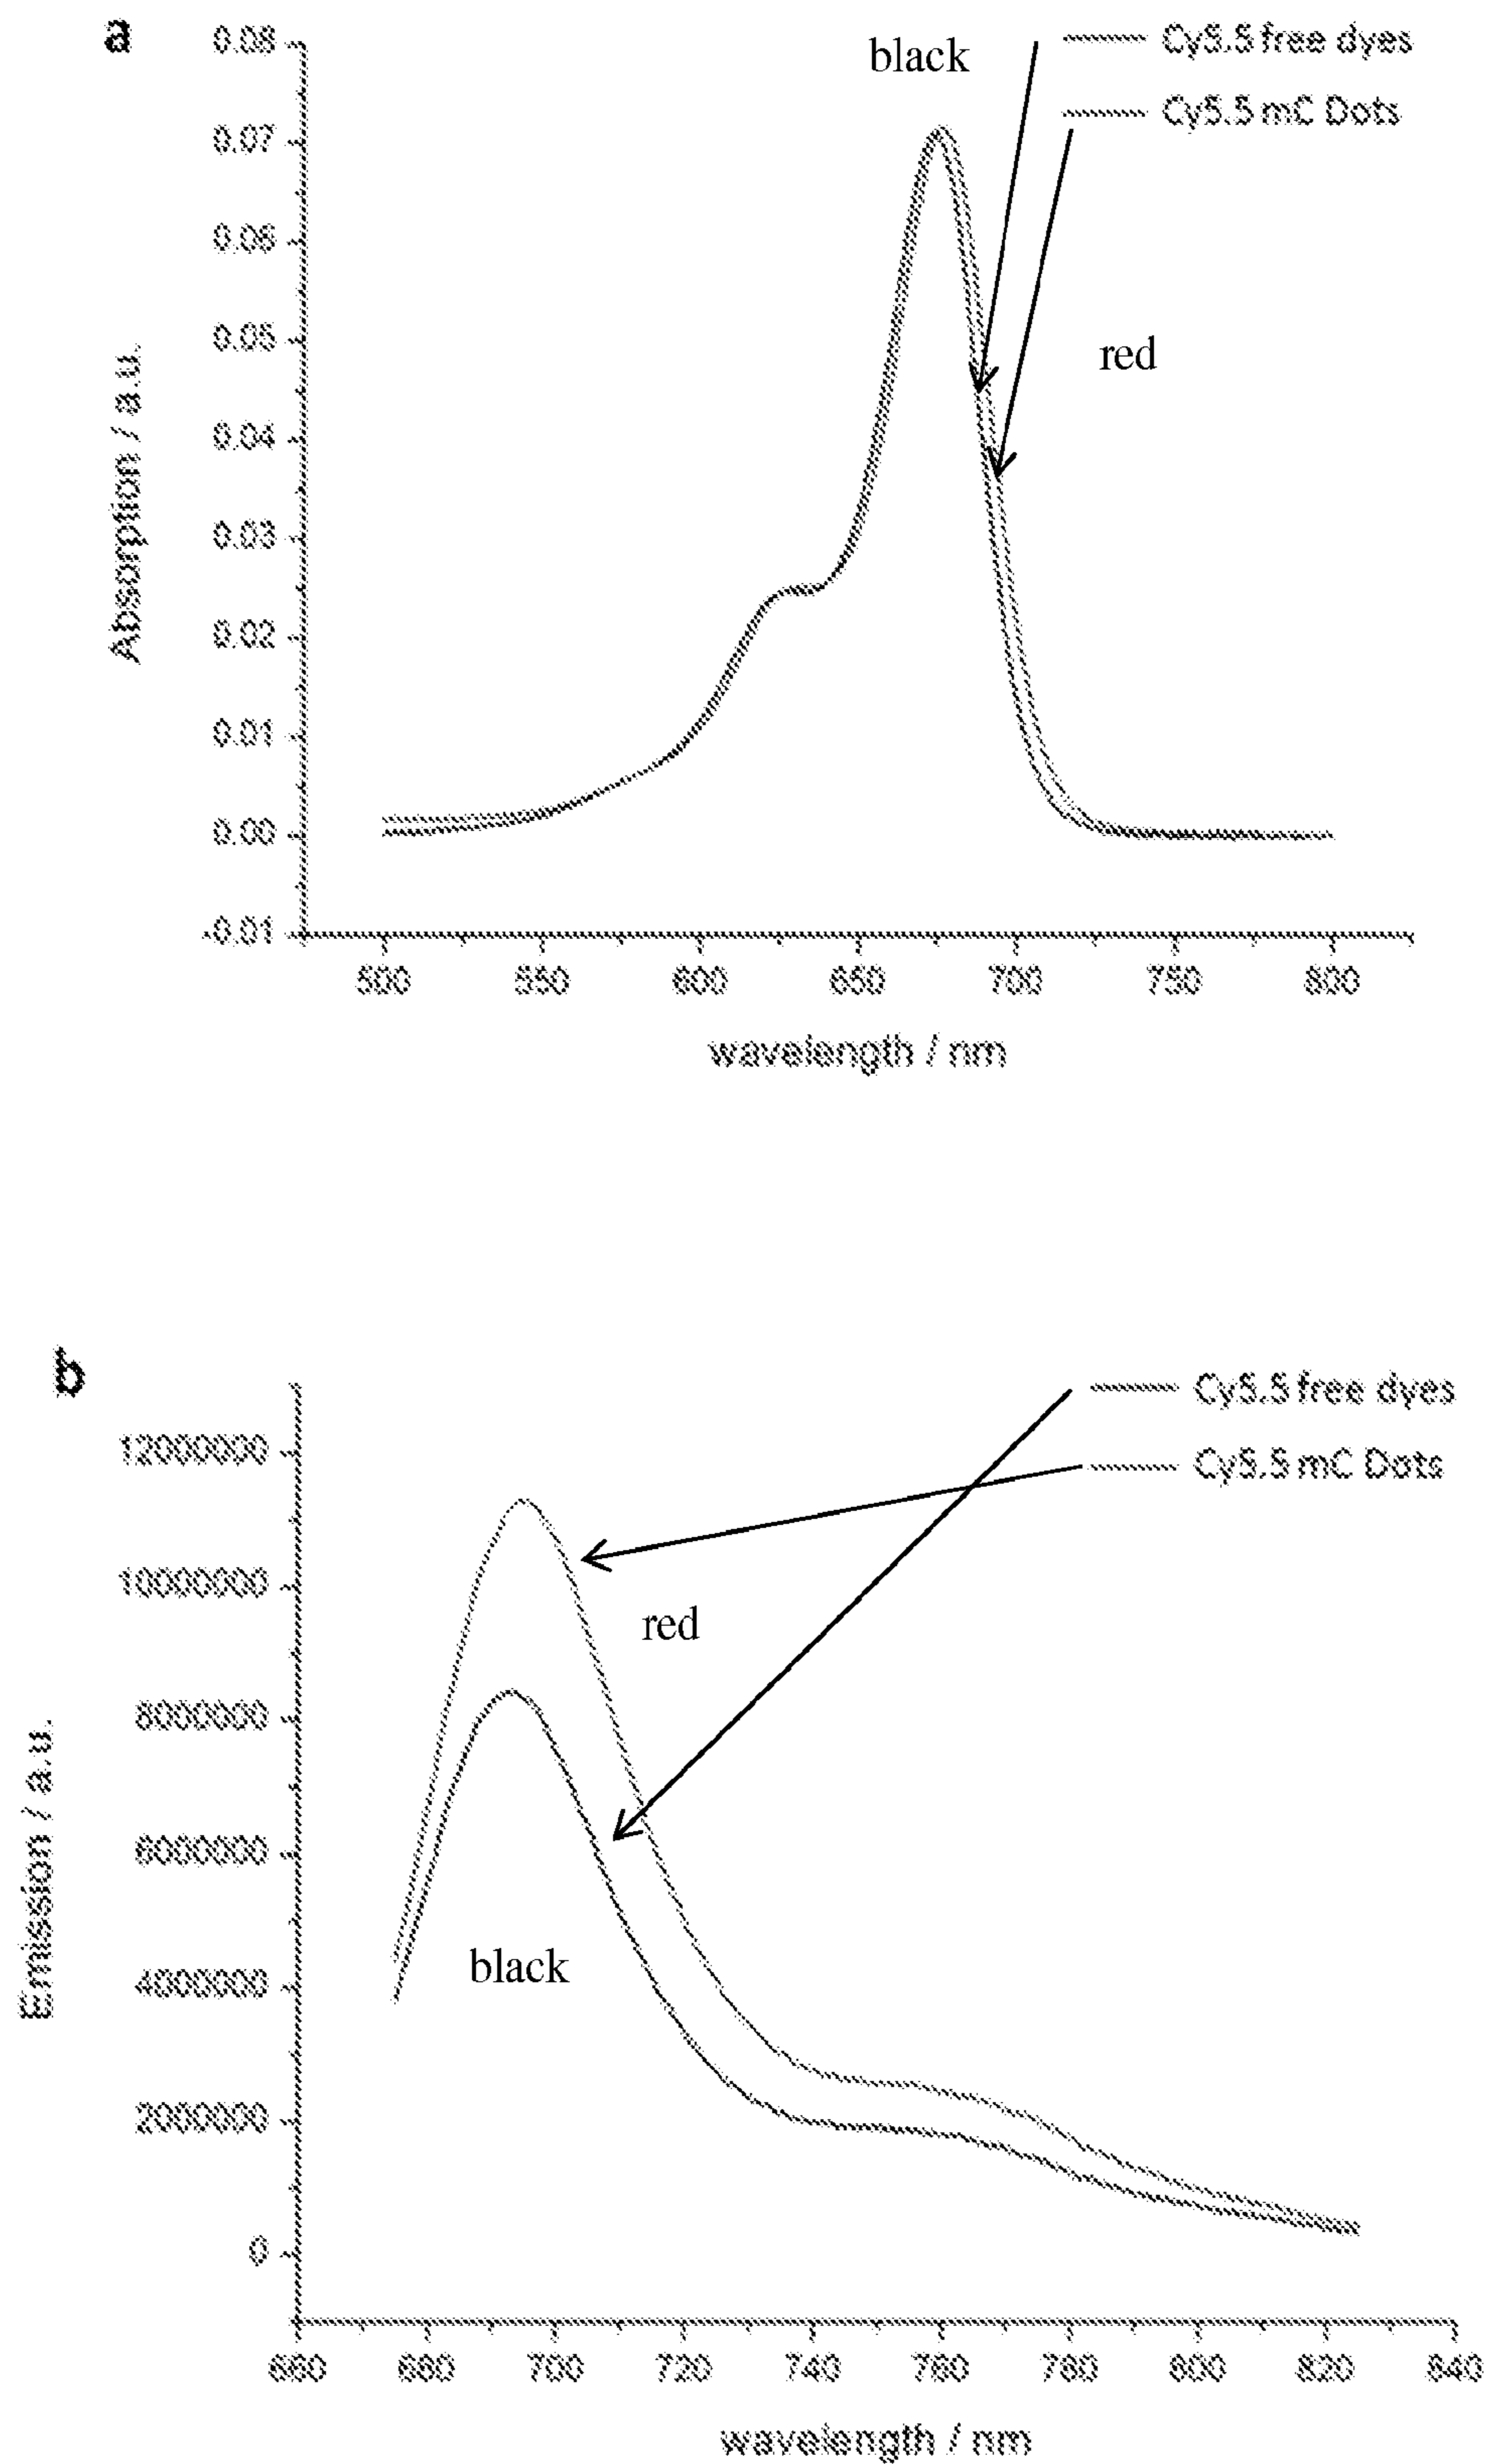 a
black
Cy5.5 free dyes
Cy5.5 mC Dots
red
0.08
0.07
0.06
0.05
0.04
0.03
0.02
0.01
0.00
-0.01
Absorption / a.u.
500 550 600 650 700 750 800
wavelength / nm
b
Cy5.5 free dyes
Cy5.5 mC Dots
red
black
12000000
10000000
8000000
6000000
4000000
2000000
0
Emission / a.u.
660 680 700 720 740 760 780 800 820 840
wavelength / nm